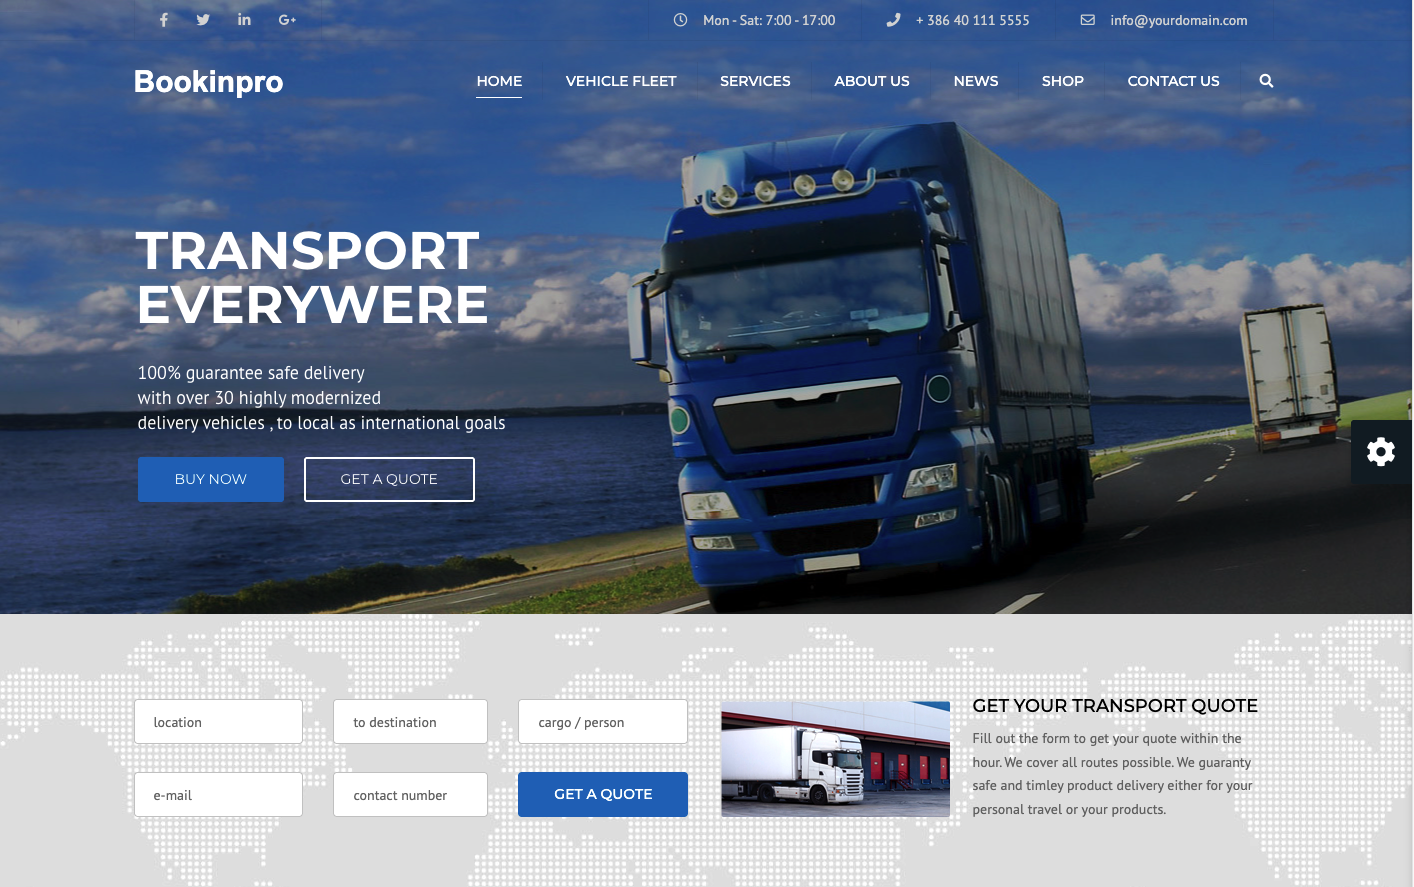 Mon - Sat: 7:00 - 17:00
+ 386 40 111 5555
info@yourdomain.com
Bookinpro
HOME
VEHICLE FLEET
SERVICES
ABOUT US
NEWS
SHOP
CONTACT US
TRANSPORT
EVERYWERE
100% guarantee safe delivery
with over 30 highly modernized
delivery vehicles , to local as international goals
BUY NOW
GET A QUOTE
location
to destination
cargo / person
e-mail
contact number
GET A QUOTE
GET YOUR TRANSPORT QUOTE
Fill out the form to get your quote within the
hour. We cover all routes possible. We guaranty
safe and timley product delivery either for your
personal travel or your products.